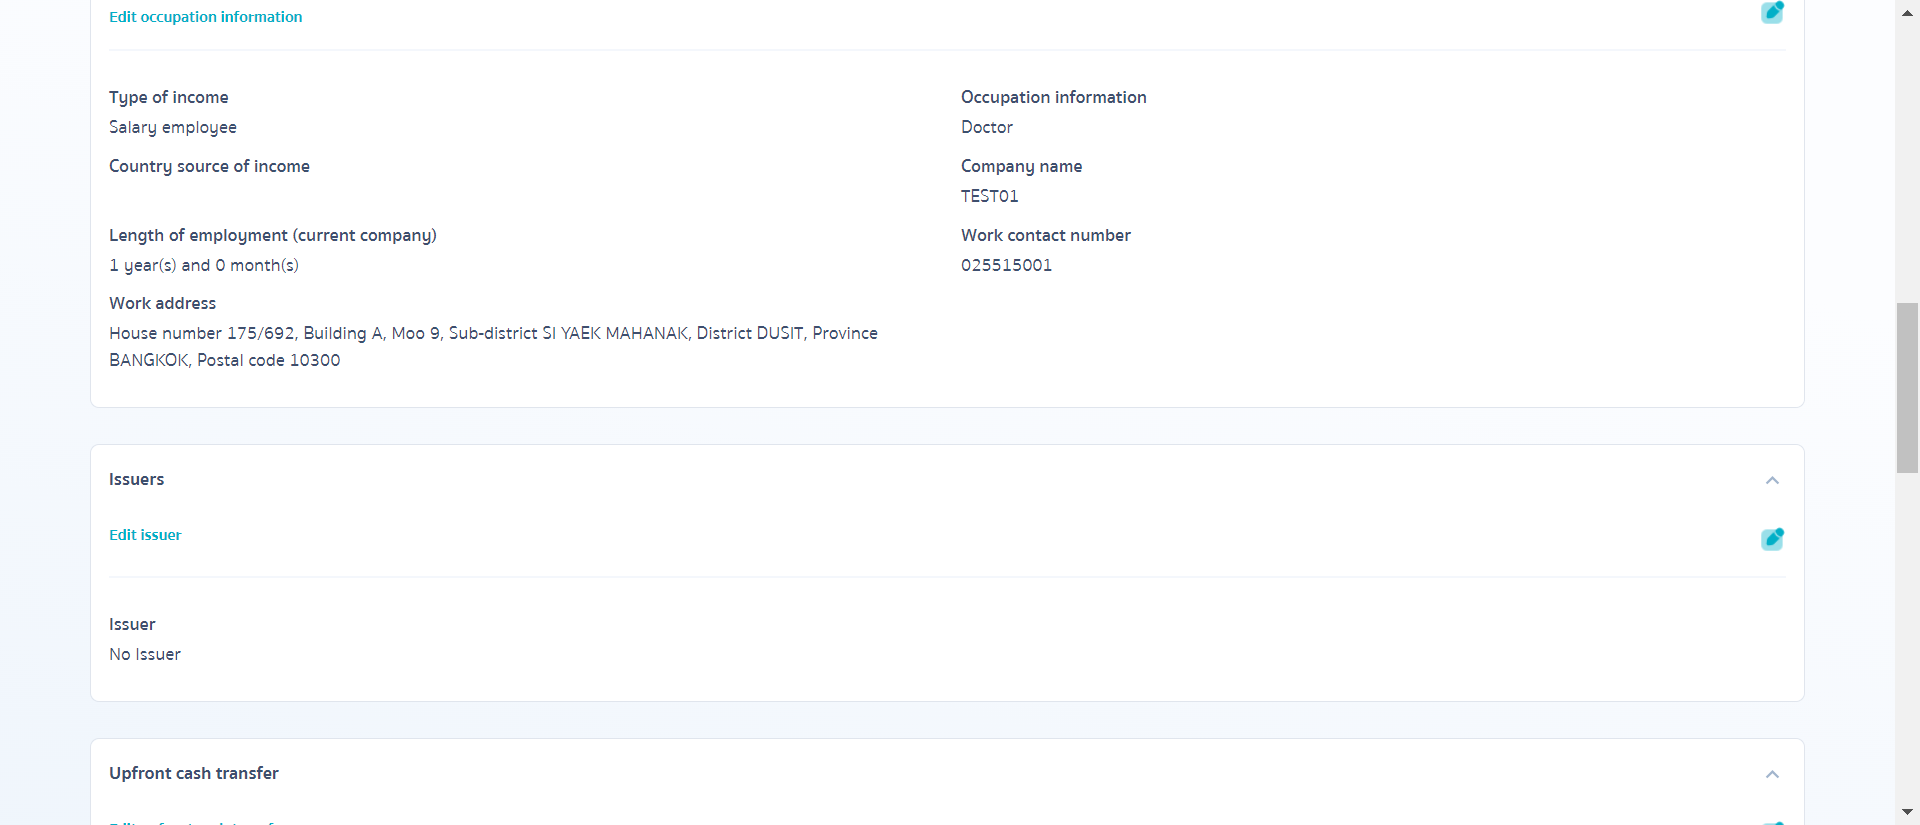 Edit occupation information
Type of income
Occupation information
Salary employee
Doctor
Country source of income
Company name
TEST01
Length of employment (current company)
Work contact number
1 year(s) and 0 month(s)
025515001
Work address
House number 175/692, Building A, Moo 9, Sub-district SI YAEK MAHANAK, District DUSIT, Province
BANGKOK, Postal code 10300
Issuers
Edit issuer
Issuer
No Issuer
Upfront cash transfer